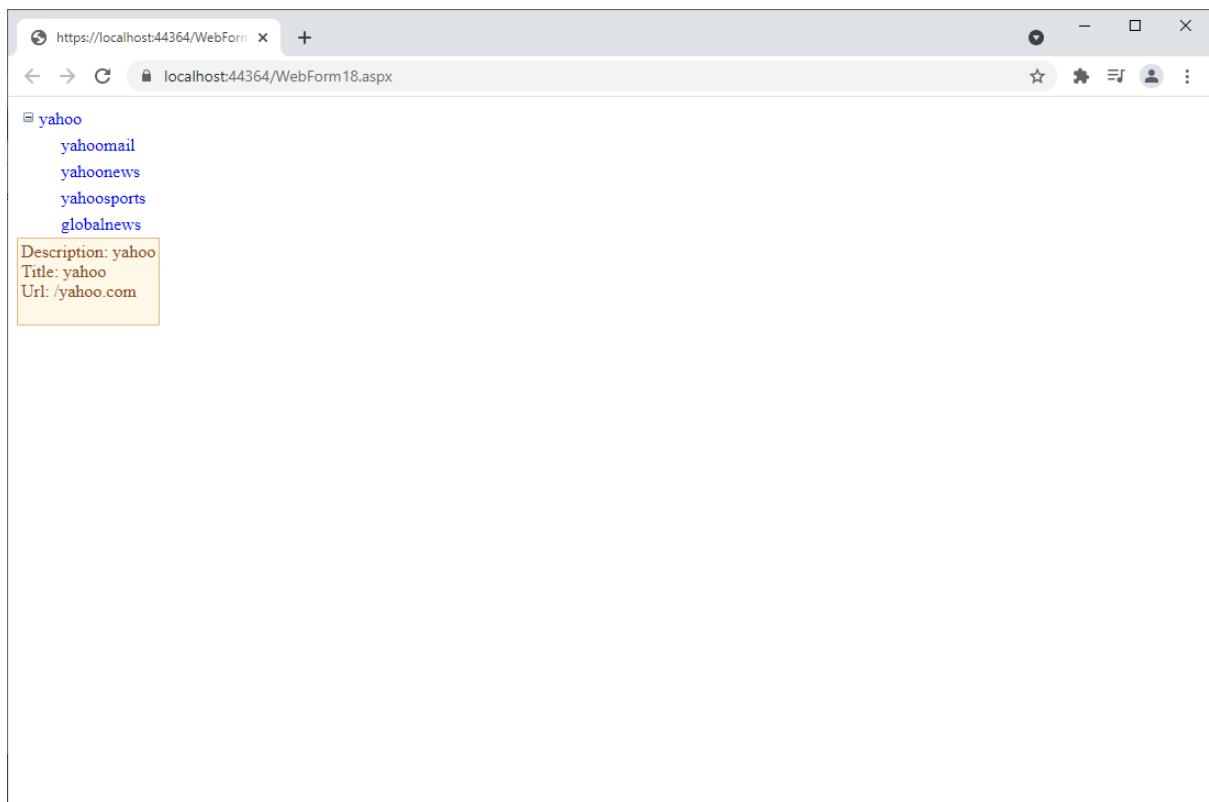 https://localhost:44364/WebForn
localhost:44364/WebForm18.aspx
yahoo
yahoomail
yahoonews
yahoosports
globalnews
Description: yahoo
Title: yahoo
Url: /yahoo.com